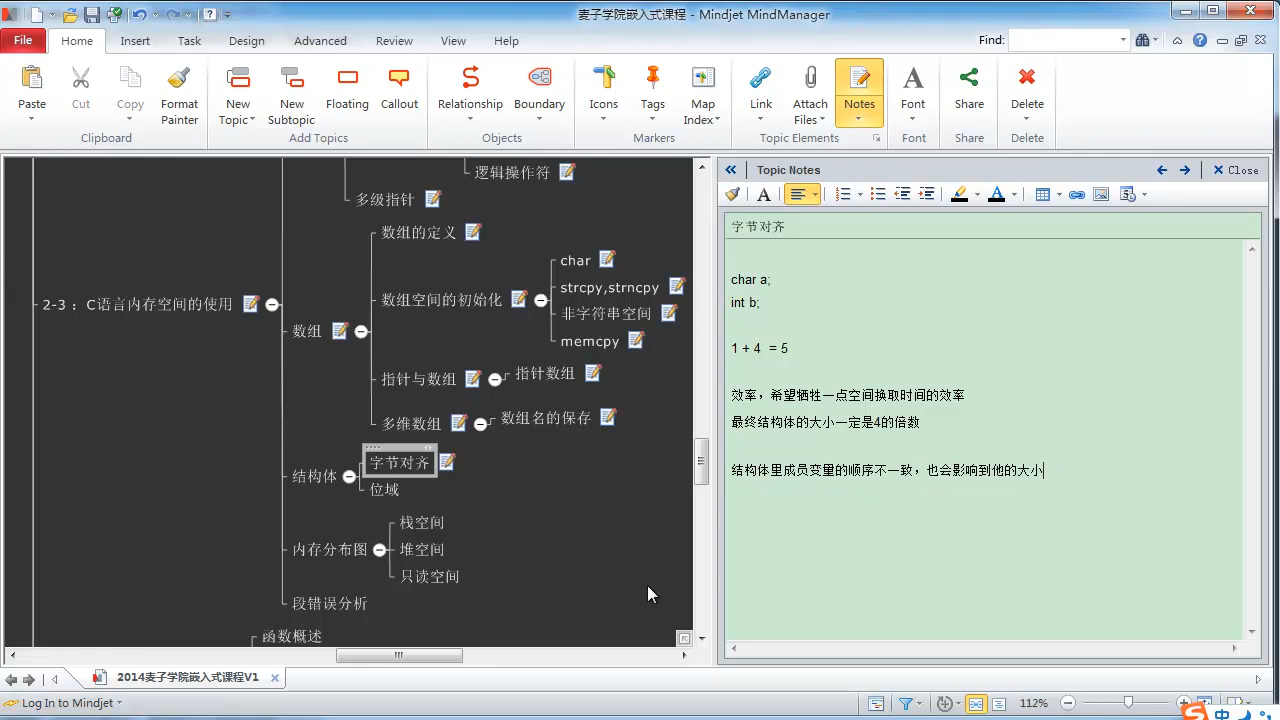 麦子学院嵌入式课程 - Mindjet MindManager
File Home Insert Task Design Advanced Review View Help Find:
Paste Cut Copy Format Painter New Topic New Subtopic Floating Callout Relationship Boundary Icons Tags Map Index Link Attach Files Notes Font Share Delete
Clipboard Add Topics Objects Markers Topic Elements Font Share Delete
逻辑操作符
多级指针
数组的定义
char
strcpy,strncpy
2-3 : C语言内存空间的使用
数组空间的初始化
非字符串空间
数组
memcpy
指针与数组
指针数组
多维数组
数组名的保存
字节对齐
结构体
位域
栈空间
内存分布图
堆空间
只读空间
段错误分析
函数概述
Topic Notes Close
字节对齐
char a;
int b;
1 + 4 = 5
效率，希望牺牲一点空间换取时间的效率
最终结构体的大小一定是4的倍数
结构体里成员变量的顺序不一致，也会影响到他的大小
2014麦子学院嵌入式课程V1
Log In to Mindjet
112%
中